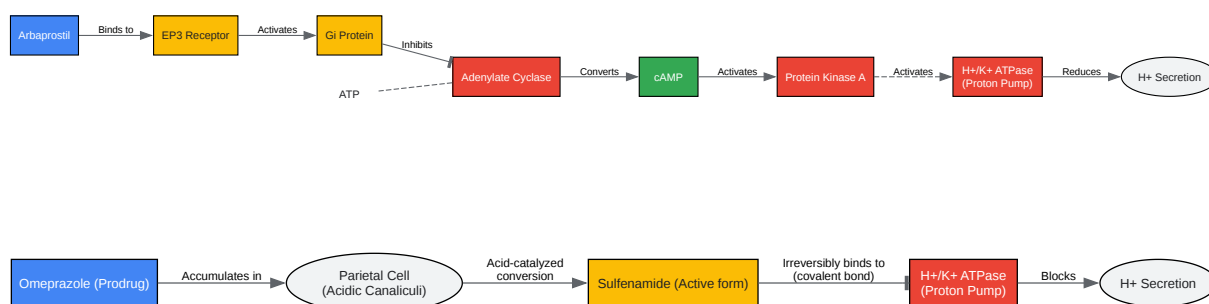 Arbaprostil
Binds to
EP3 Receptor
Activates
Gi Protein
Inhibits
ATP
Adenylate Cyclase
Converts
cAMP
Activates
Protein Kinase A
Activates
H+/K+ ATPase
(Proton Pump)
Reduces
H+ Secretion
Omeprazole (Prodrug)
Accumulates in
Parietal Cell
(Acidic Canaliculi)
Acid-catalyzed
conversion
Sulfenamide (Active form)
Irreversibly binds to
(covalent bond)
H+/K+ ATPase
(Proton Pump)
Blocks
H+ Secretion